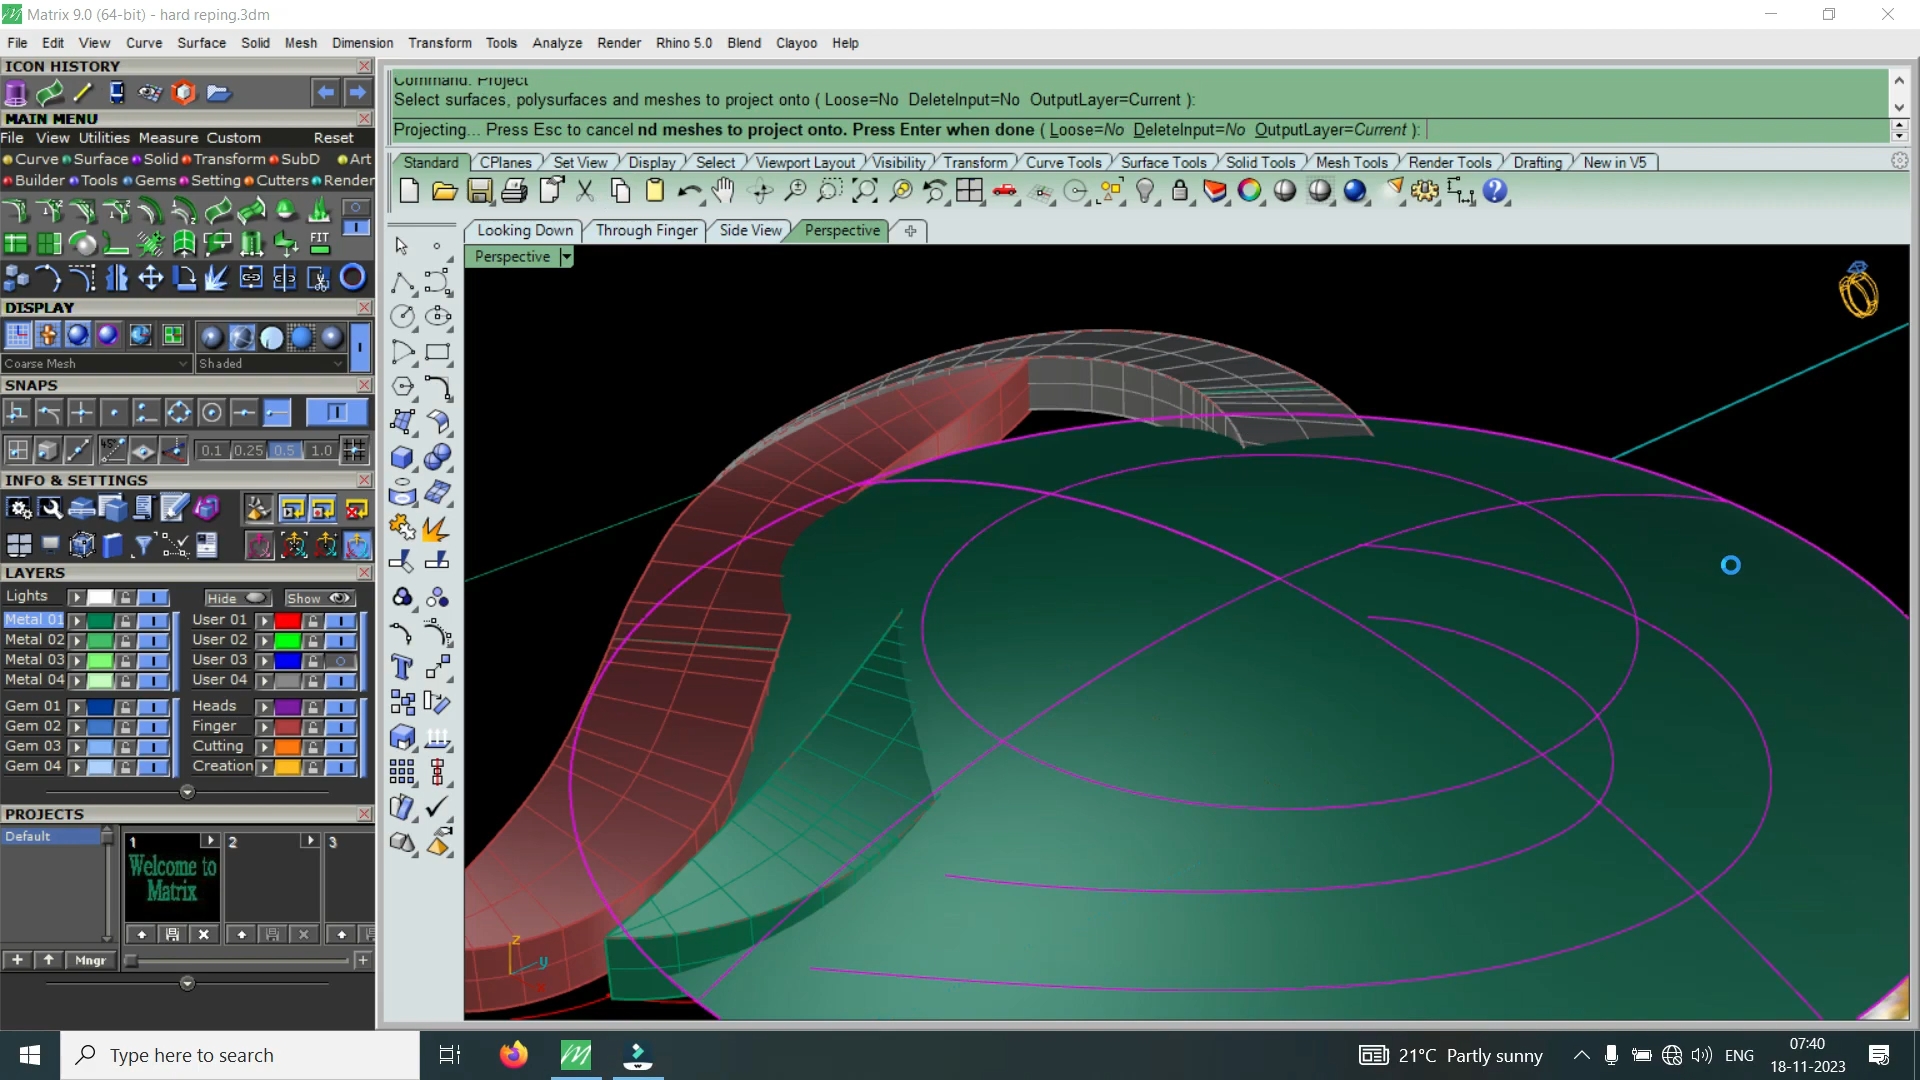 Matrix 9.0 (64-bit) - hard reping.3dm
File Edit View Curve Surface Solid Mesh Dimension Transform Tools Analyze Render Rhino 5.0 Blend Clayoo Help
ICON HISTORY
MAIN MENU
File View Utilities Measure Custom Reset
Curve Surface Solid Transform SubD Art
Builder Tools Gems Setting Cutters Render
FIT
DISPLAY
Coarse Mesh Shaded
SNAPS
0.1 0.25 0.5 1.0
INFO & SETTINGS
LAYERS
Lights Hide Show
Metal 01 User 01
Metal 02 User 02
Metal 03 User 03
Metal 04 User 04
Gem 01 Heads
Gem 02 Finger
Gem 03 Cutting
Gem 04 Creation
PROJECTS
Default
1 2 3
Welcome to
Matrix
Mngr
Command: Project
Select surfaces, polysurfaces and meshes to project onto ( Loose=No DeleteInput=No OutputLayer=Current ):
Projecting... Press Esc to cancel nd meshes to project onto. Press Enter when done ( Loose=No DeleteInput=No OutputLayer=Current ):
Standard CPlanes Set View Display Select Viewport Layout Visibility Transform Curve Tools Surface Tools Solid Tools Mesh Tools Render Tools Drafting New in V5
Looking Down Through Finger Side View Perspective
Perspective
z
y
x
Type here to search
21°C Partly sunny
ENG
07:40
18-11-2023